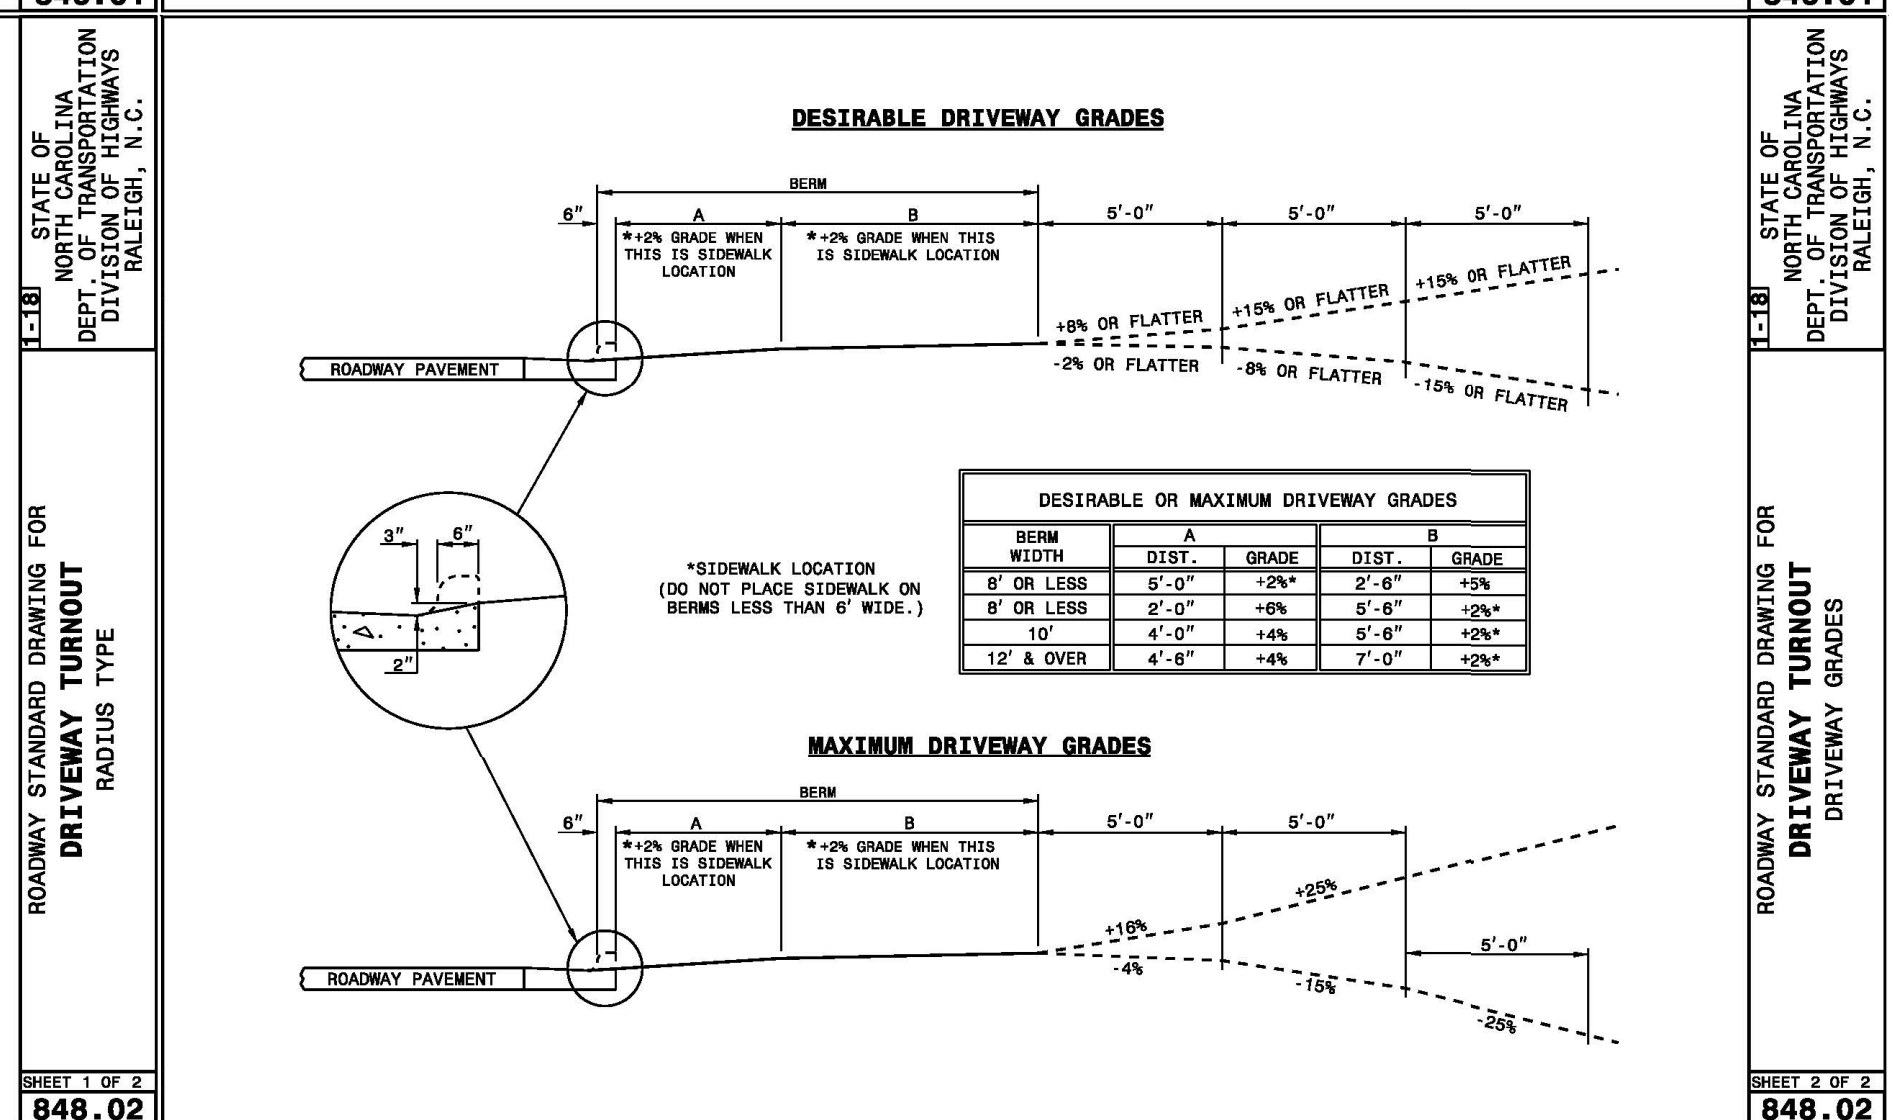 848.01
848.01
STATE OF
NORTH CAROLINA
DEPT. OF TRANSPORTATION
DIVISION OF HIGHWAYS
RALEIGH, N.C.
1-18
ROADWAY STANDARD DRAWING FOR
DRIVEWAY TURNOUT
RADIUS TYPE
SHEET 1 OF 2
848.02
DESIRABLE DRIVEWAY GRADES
BERM
6" A B 5'-0" 5'-0" 5'-0"
*+2% GRADE WHEN
THIS IS SIDEWALK
LOCATION
*+2% GRADE WHEN THIS
IS SIDEWALK LOCATION
+8% OR FLATTER
+15% OR FLATTER
+15% OR FLATTER
-2% OR FLATTER
-8% OR FLATTER
-15% OR FLATTER
ROADWAY PAVEMENT
3" 6"
2"
*SIDEWALK LOCATION
(DO NOT PLACE SIDEWALK ON
BERMS LESS THAN 6' WIDE.)
DESIRABLE OR MAXIMUM DRIVEWAY GRADES
BERM
WIDTH
A B
DIST. GRADE DIST. GRADE
8' OR LESS 5'-0" +2%* 2'-6" +5%
8' OR LESS 2'-0" +6% 5'-6" +2%*
10' 4'-0" +4% 5'-6" +2%*
12' & OVER 4'-6" +4% 7'-0" +2%*
MAXIMUM DRIVEWAY GRADES
BERM
6" A B 5'-0" 5'-0"
*+2% GRADE WHEN
THIS IS SIDEWALK
LOCATION
*+2% GRADE WHEN THIS
IS SIDEWALK LOCATION
+16%
+25%
-4%
-15%
5'-0"
-25%
ROADWAY PAVEMENT
STATE OF
NORTH CAROLINA
DEPT. OF TRANSPORTATION
DIVISION OF HIGHWAYS
RALEIGH, N.C.
1-18
ROADWAY STANDARD DRAWING FOR
DRIVEWAY TURNOUT
DRIVEWAY GRADES
SHEET 2 OF 2
848.02